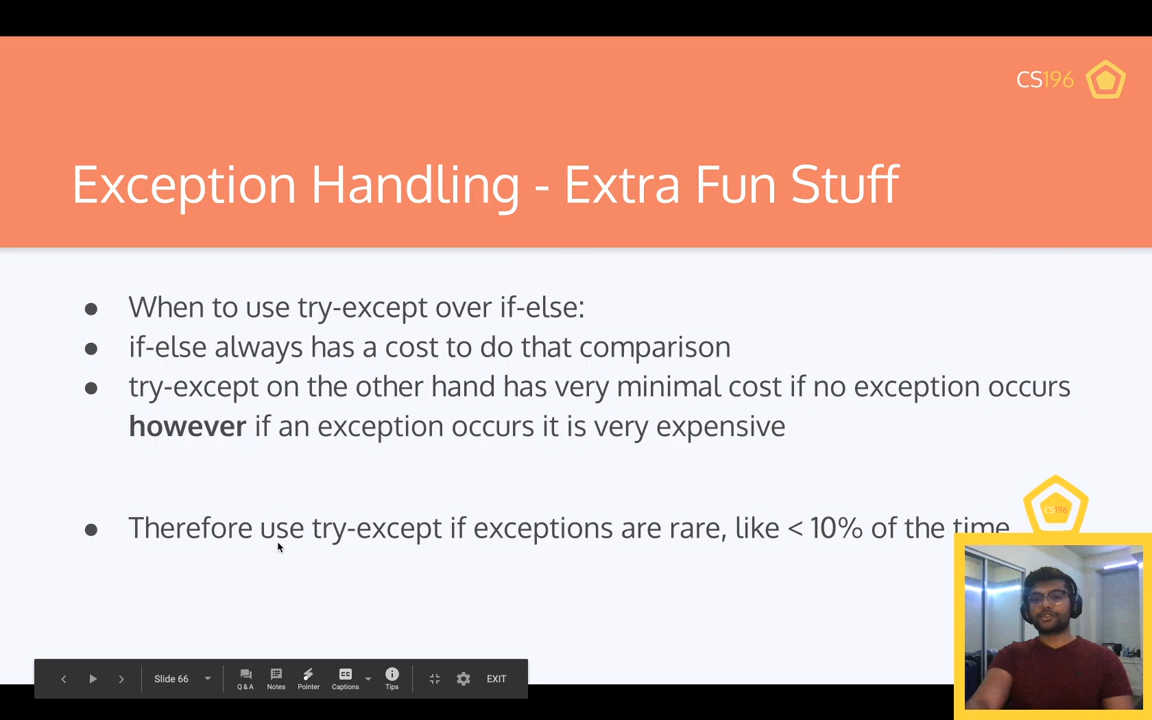 CS196
Exception Handling - Extra Fun Stuff
● When to use try-except over if-else:
● if-else always has a cost to do that comparison
● try-except on the other hand has very minimal cost if no exception occurs
however if an exception occurs it is very expensive
CS196
● Therefore use try-except if exceptions are rare, like < 10% of the time
Slide 66
Q & A
Notes
Pointer
CC
Captions
Tips
EXIT